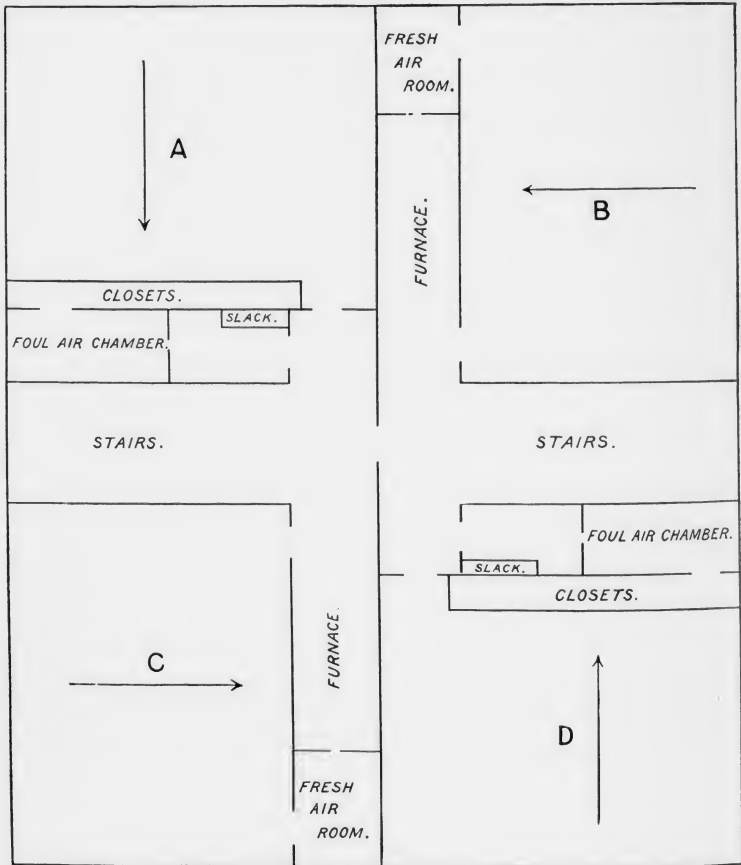 FRESH
AIR
ROOM.
A
B
FURNACE.
CLOSETS.
SLACK.
FOUL AIR CHAMBER.
STAIRS.
STAIRS.
FOUL AIR CHAMBER.
SLACK.
CLOSETS.
FURNACE.
C
D
FRESH
AIR
ROOM.